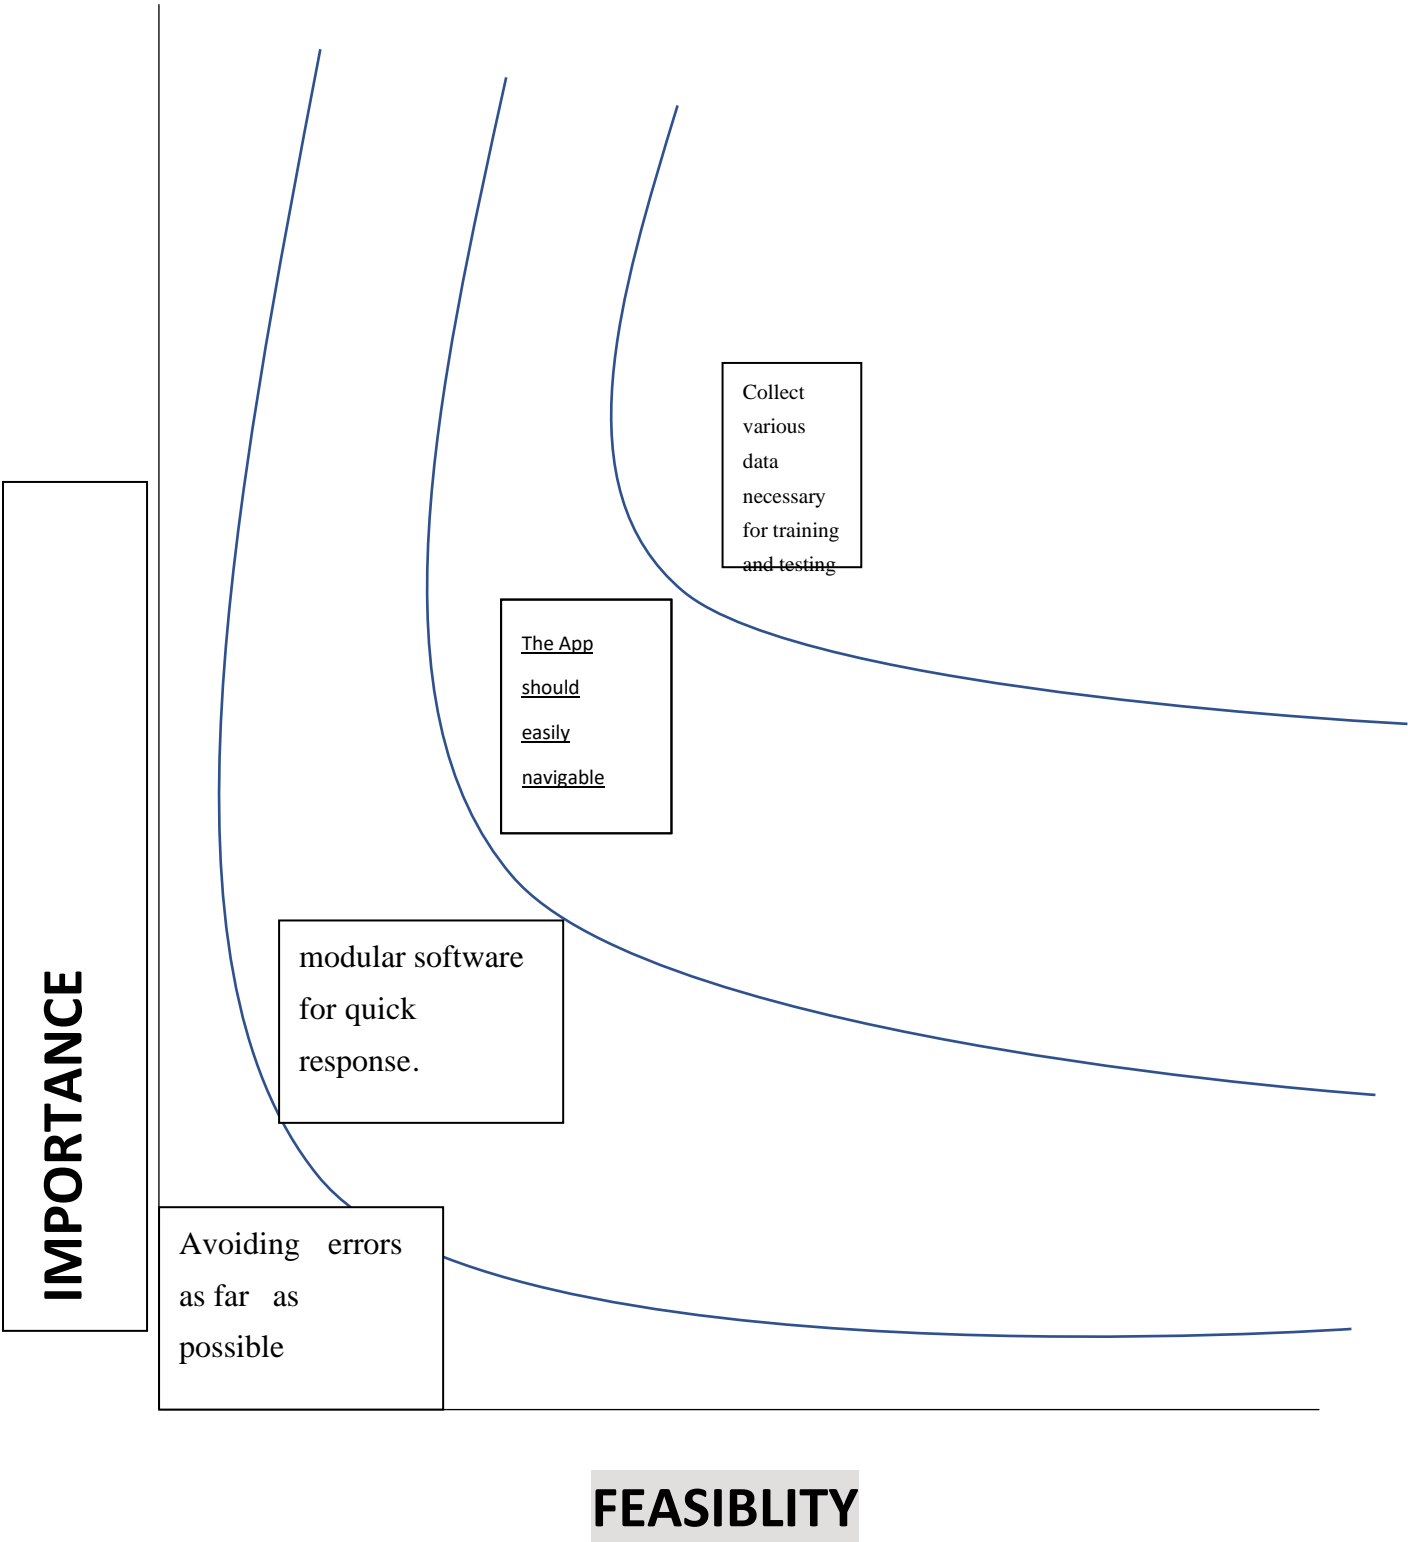 Collect
various
data
necessary
for training
and testing
The App
should
easily
navigable
modular software
for quick
response.
IMPORTANCE
Avoiding errors
as far as
possible
FEASIBLITY